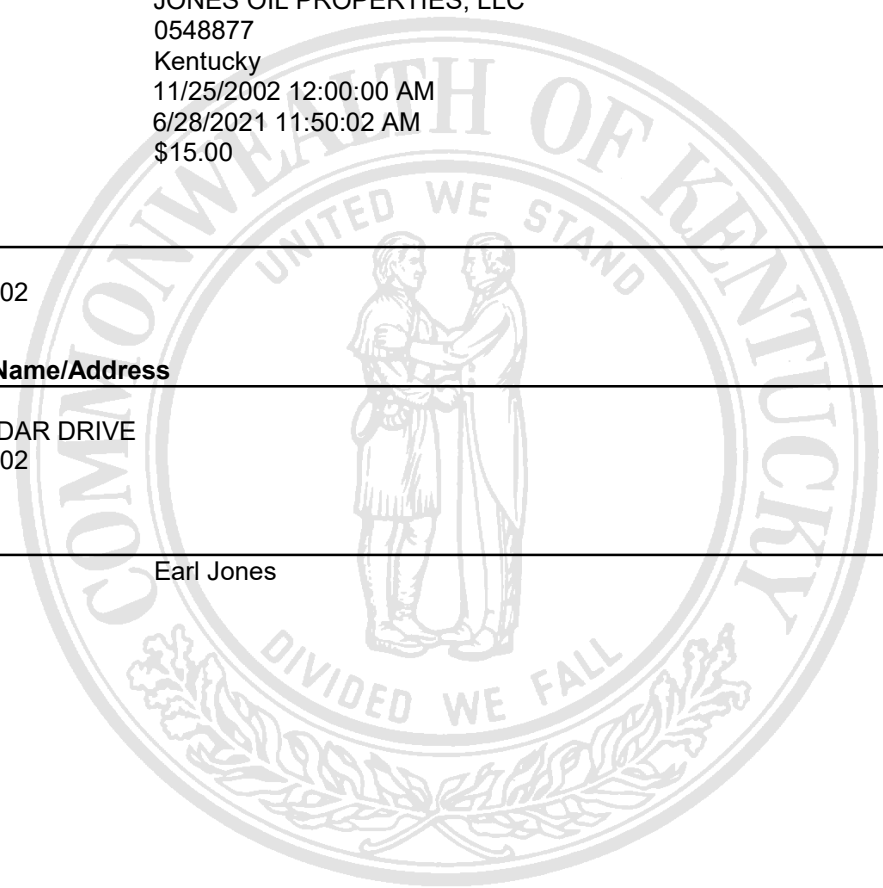 JONES OIL PROPERTIES, LLC
0548877
Kentucky
11/25/2002 12:00:00 AM
6/28/2021 11:50:02 AM
$15.00
COMMONWEALTH OF KENTUCKY
UNITED WE STAND
02
Name/Address
DAR DRIVE
02
Earl Jones
DIVIDED WE FALL